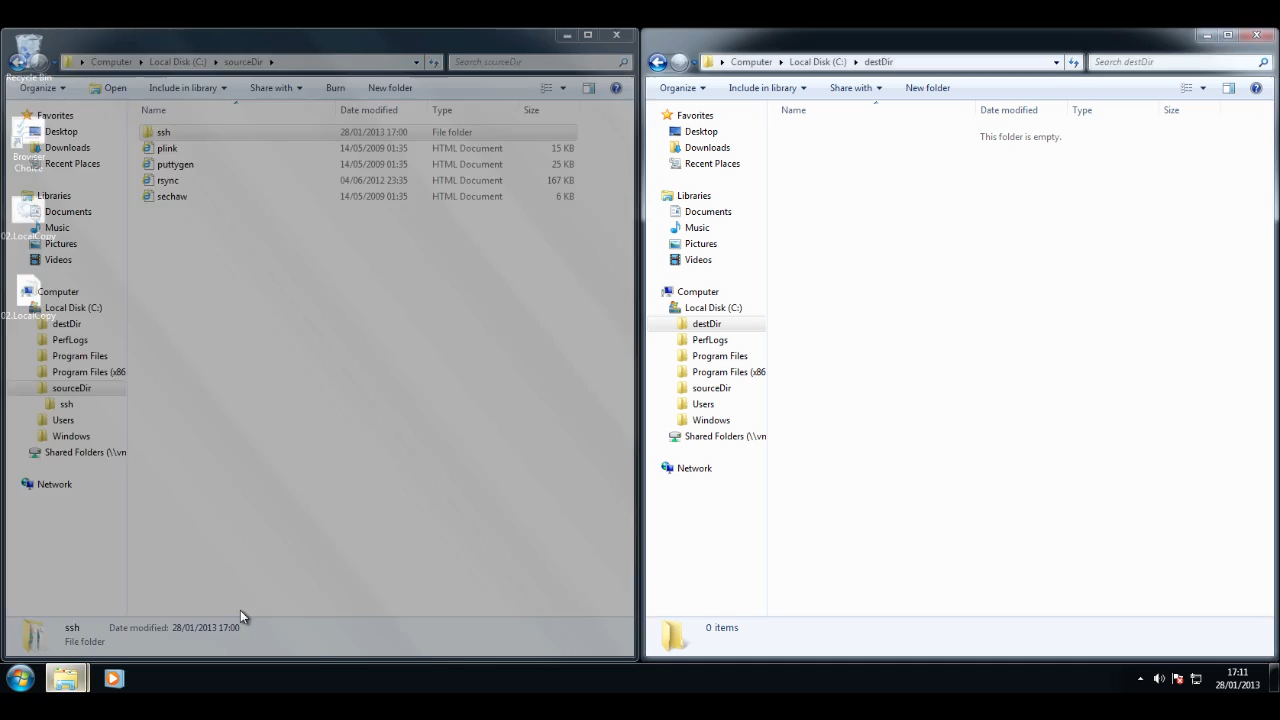 Computer ▸ Local Disk (C:) ▸ sourceDir ▸
Search sourceDir
Organize
Open
Include in library
Share with
Burn
New folder
Recycle Bin
Browser
Choice
02.LocalCopy
02.LocalCopy
Favorites
Desktop
Downloads
Recent Places
Libraries
Documents
Music
Pictures
Videos
Computer
Local Disk (C:)
destDir
PerfLogs
Program Files
Program Files (x86
sourceDir
ssh
Users
Windows
Shared Folders (\\vn
Network
Name Date modified Type Size
ssh 28/01/2013 17:00 File folder
plink 14/05/2009 01:35 HTML Document 15 KB
puttygen 14/05/2009 01:35 HTML Document 25 KB
rsync 04/06/2012 23:35 HTML Document 167 KB
sechaw 14/05/2009 01:35 HTML Document 6 KB
ssh Date modified: 28/01/2013 17:00
File folder
Computer ▸ Local Disk (C:) ▸ destDir
Search destDir
Organize
Include in library
Share with
New folder
Favorites
Desktop
Downloads
Recent Places
Libraries
Documents
Music
Pictures
Videos
Computer
Local Disk (C:)
destDir
PerfLogs
Program Files
Program Files (x86
sourceDir
Users
Windows
Shared Folders (\\vn
Network
Name Date modified Type Size
This folder is empty.
0 items
17:11
28/01/2013